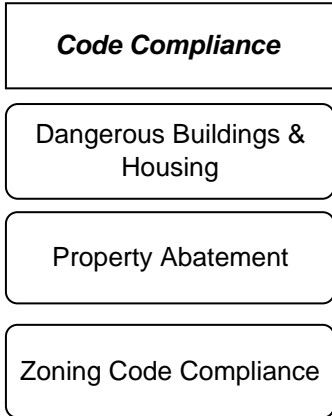 Code Compliance
Dangerous Buildings &
Housing
Property Abatement
Zoning Code Compliance